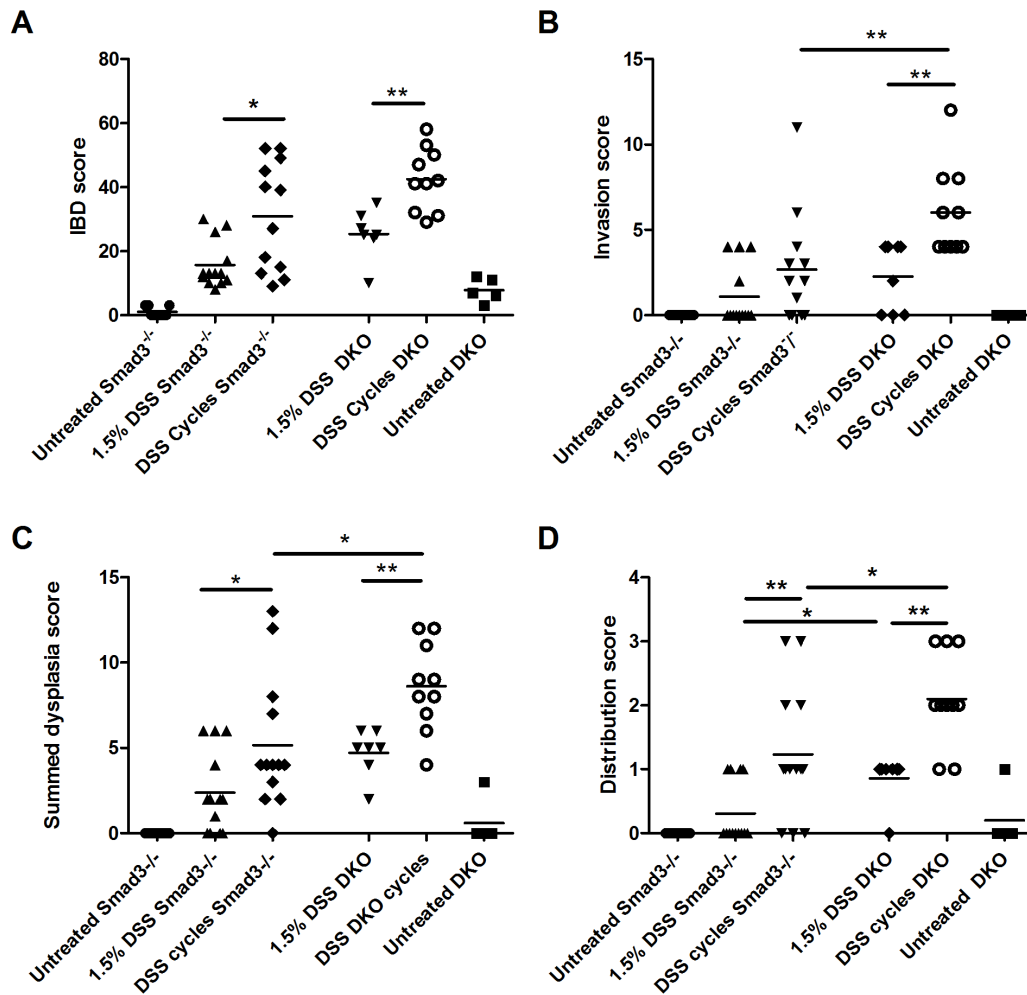 A
IBD score
80
60
40
20
0
*
**
Untreated Smad3-/-
1.5% DSS Smad3-/-
DSS Cycles Smad3-/-
1.5% DSS DKO
DSS Cycles DKO
Untreated DKO
B
Invasion score
15
10
5
0
**
**
Untreated Smad3-/-
1.5% DSS Smad3-/-
DSS Cycles Smad3-/-
1.5% DSS DKO
DSS Cycles DKO
Untreated DKO
C
Summed dysplasia score
15
10
5
0
*
*
**
Untreated Smad3-/-
1.5% DSS Smad3-/-
DSS cycles Smad3-/-
1.5% DSS DKO
DSS DKO cycles
Untreated DKO
D
Distribution score
4
3
2
1
0
**
*
*
**
Untreated Smad3-/-
1.5% DSS Smad3-/-
DSS cycles Smad3-/-
1.5% DSS DKO
DSS cycles DKO
Untreated DKO